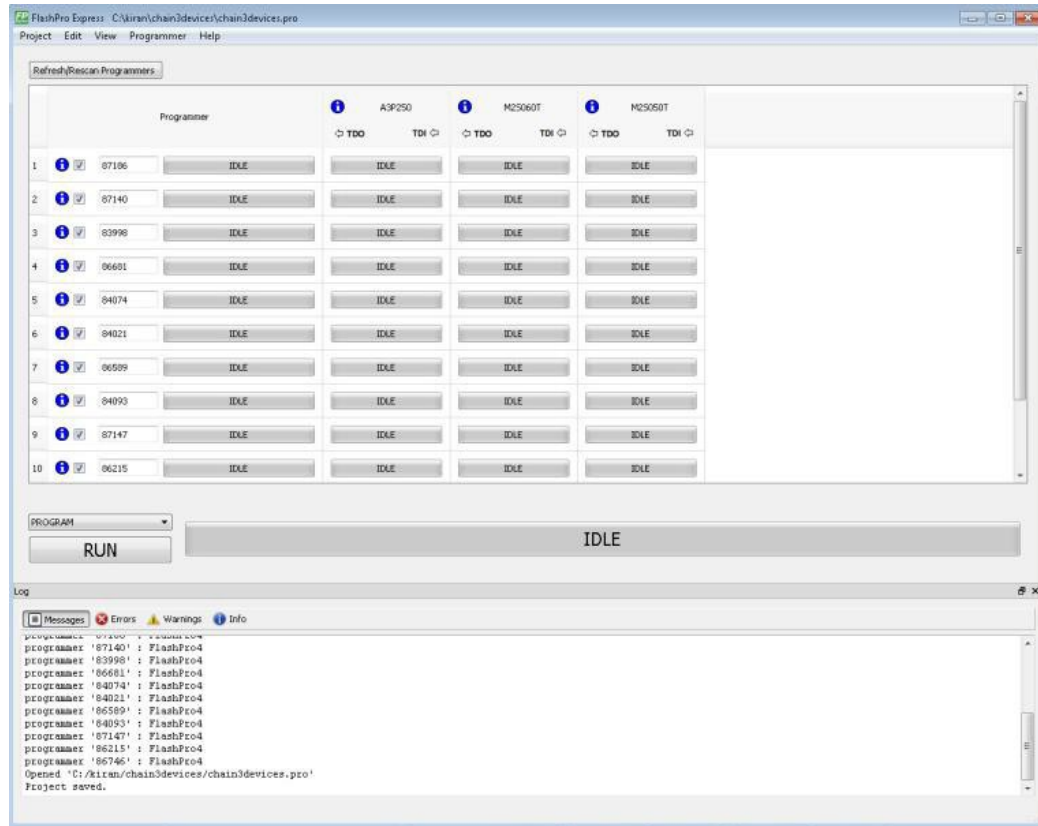 FlashPro Express C:\kiran\chain3devices\chain3devices.pro
Project Edit View Programmer Help
Refresh/Rescan Programmers
Programmer A3P250 M2S060T M2S050T
TDO TDI TDO TDI TDO TDI
1 87186 IDLE IDLE IDLE IDLE
2 87140 IDLE IDLE IDLE IDLE
3 83998 IDLE IDLE IDLE IDLE
4 86681 IDLE IDLE IDLE IDLE
5 84074 IDLE IDLE IDLE IDLE
6 84021 IDLE IDLE IDLE IDLE
7 86589 IDLE IDLE IDLE IDLE
8 84093 IDLE IDLE IDLE IDLE
9 87147 IDLE IDLE IDLE IDLE
10 86215 IDLE IDLE IDLE IDLE
PROGRAM
RUN IDLE
Log
Messages Errors Warnings Info
programmer '87140' : FlashPro4
programmer '83998' : FlashPro4
programmer '86681' : FlashPro4
programmer '84074' : FlashPro4
programmer '84021' : FlashPro4
programmer '86589' : FlashPro4
programmer '84093' : FlashPro4
programmer '87147' : FlashPro4
programmer '86215' : FlashPro4
programmer '86746' : FlashPro4
Opened 'C:/kiran/chain3devices/chain3devices.pro'
Project saved.